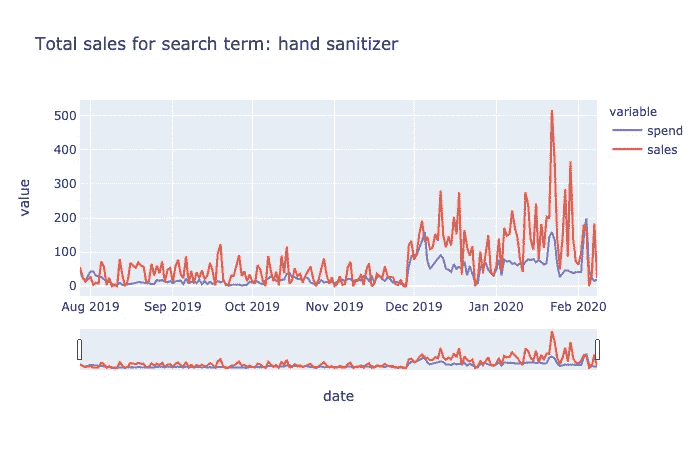 Total sales for search term: hand sanitizer
variable
spend
sales
value
500
400
300
200
100
0
Aug 2019 Sep 2019 Oct 2019 Nov 2019 Dec 2019 Jan 2020 Feb 2020
date